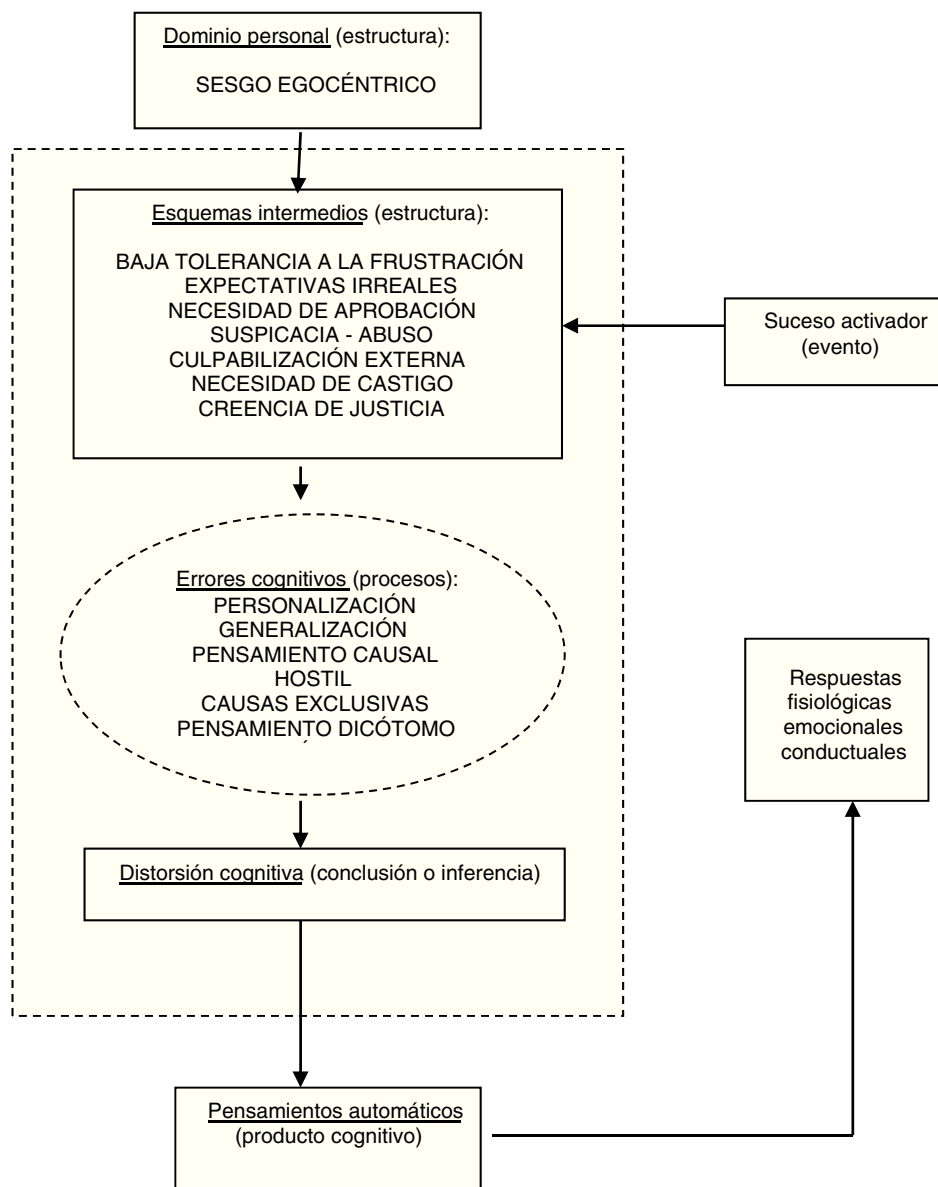 Dominio personal (estructura):
SESGO EGOCÉNTRICO
Esquemas intermedios (estructura):
BAJA TOLERANCIA A LA FRUSTRACIÓN
EXPECTATIVAS IRREALES
NECESIDAD DE APROBACIÓN
SUSPICACIA - ABUSO
CULPABILIZACIÓN EXTERNA
NECESIDAD DE CASTIGO
CREENCIA DE JUSTICIA
Suceso activador
(evento)
Errores cognitivos (procesos):
PERSONALIZACIÓN
GENERALIZACIÓN
PENSAMIENTO CAUSAL
HOSTIL
CAUSAS EXCLUSIVAS
PENSAMIENTO DICÓTOMO
Respuestas
fisiológicas
emocionales
conductuales
Distorsión cognitiva (conclusión o inferencia)
Pensamientos automáticos
(producto cognitivo)